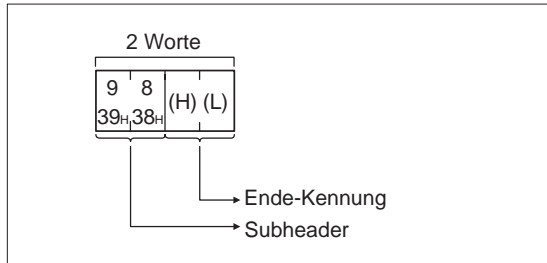 2 Worte
9 8
(H) (L)
39H 38H
Ende-Kennung
Subheader